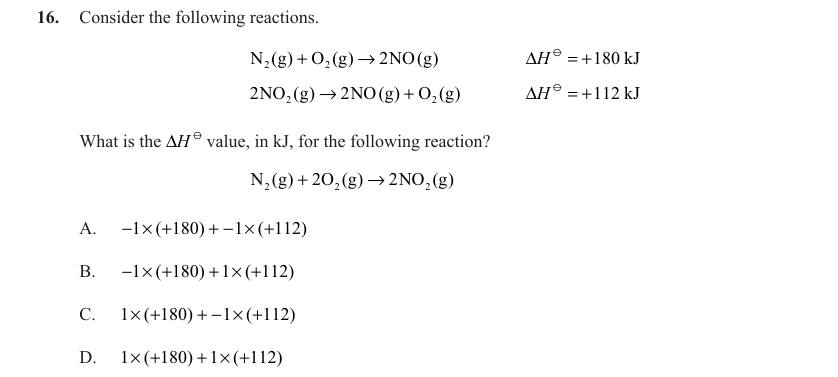 16. Consider the following reactions.
N₂(g) + O₂(g) → 2NO(g) ΔH⊖ = +180 kJ
2NO₂(g) → 2NO(g) + O₂(g) ΔH⊖ = +112 kJ
What is the ΔH⊖ value, in kJ, for the following reaction?
N₂(g) + 2O₂(g) → 2NO₂(g)
A. −1×(+180) + −1×(+112)
B. −1×(+180) + 1×(+112)
C. 1×(+180) + −1×(+112)
D. 1×(+180) + 1×(+112)